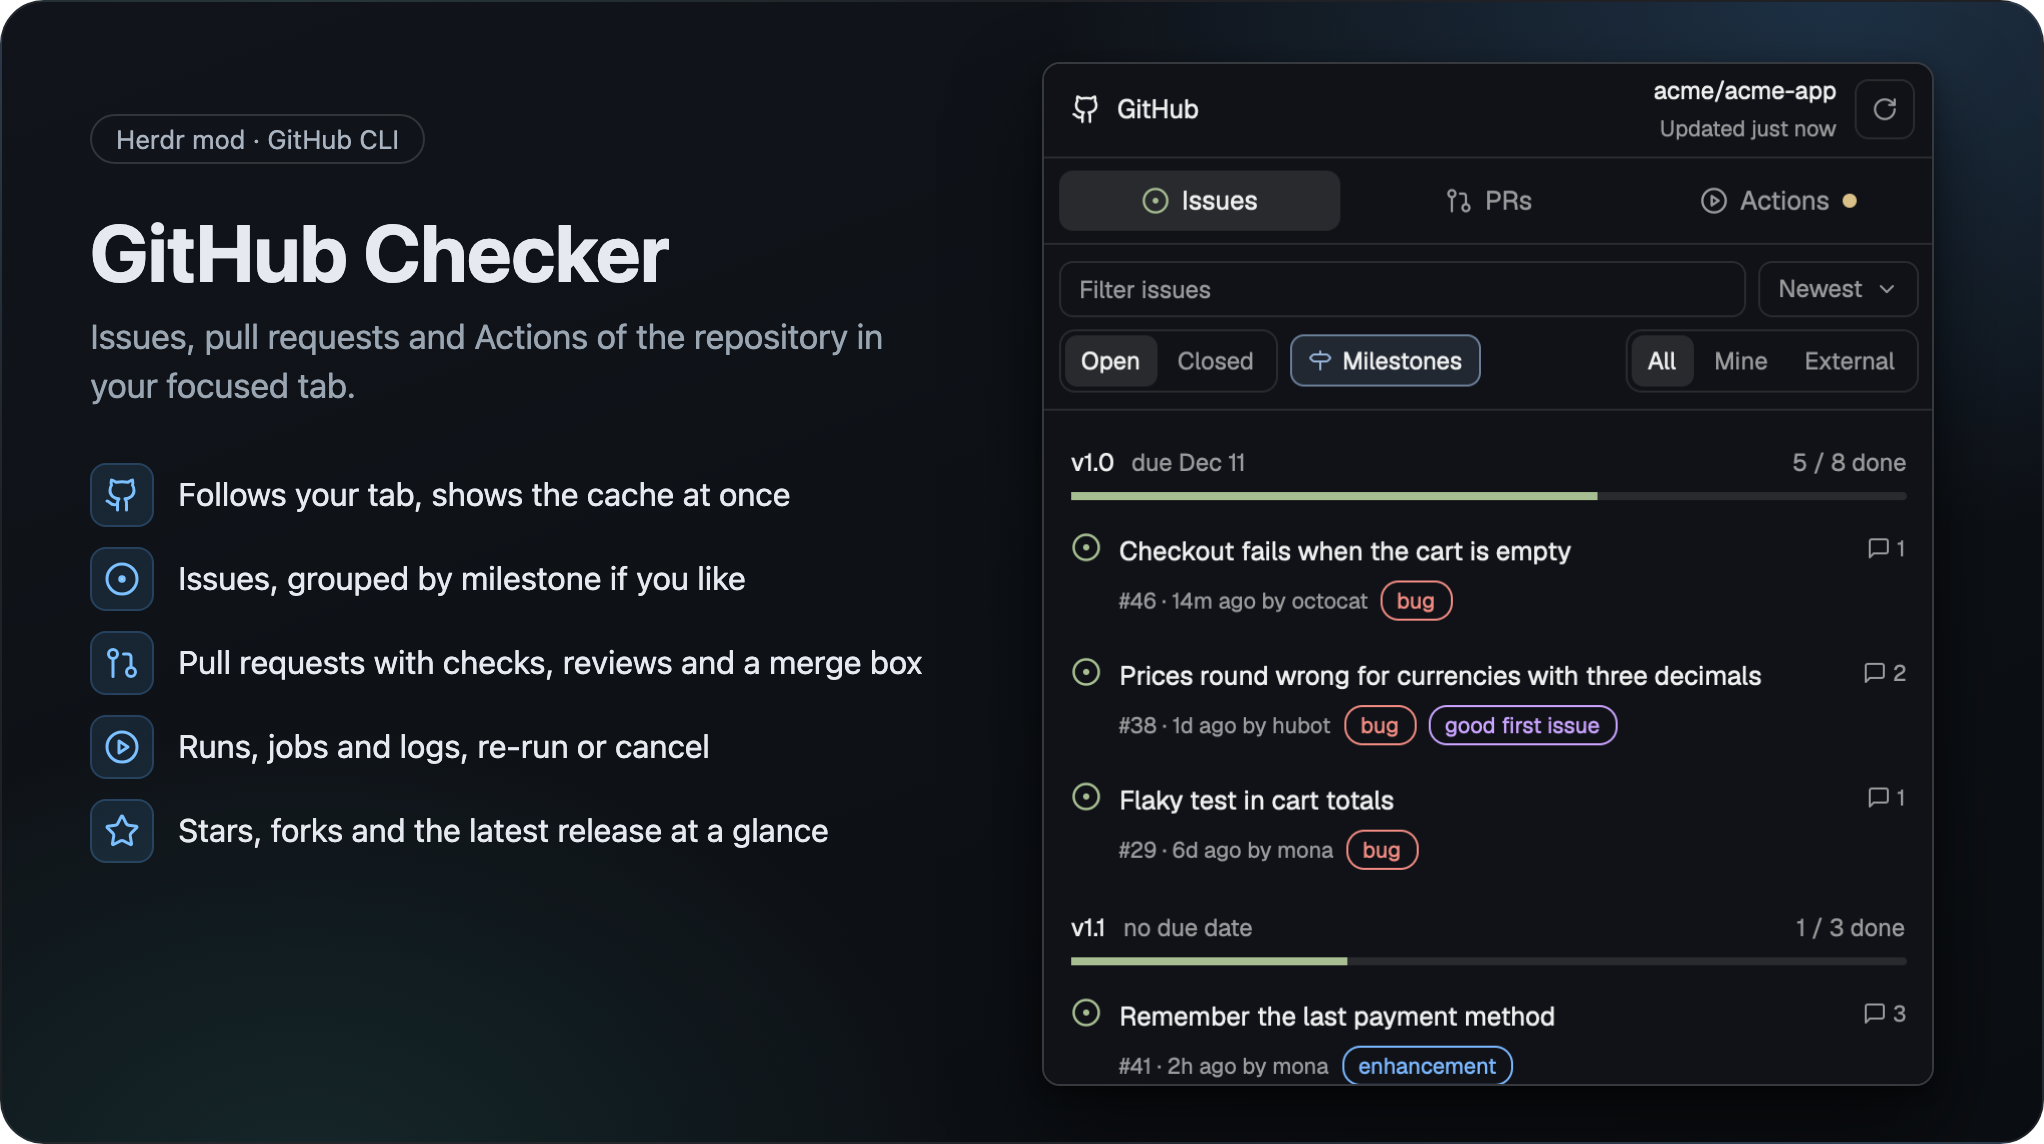 Herdr mod · GitHub CLI
GitHub Checker
Issues, pull requests and Actions of the repository in
your focused tab.
Follows your tab, shows the cache at once
Issues, grouped by milestone if you like
Pull requests with checks, reviews and a merge box
Runs, jobs and logs, re-run or cancel
Stars, forks and the latest release at a glance
GitHub
acme/acme-app
Updated just now
Issues
PRs
Actions
Filter issues
Newest
Open
Closed
Milestones
All
Mine
External
v1.0 due Dec 11
5 / 8 done
Checkout fails when the cart is empty
1
#46 · 14m ago by octocat
bug
Prices round wrong for currencies with three decimals
2
#38 · 1d ago by hubot
bug
good first issue
Flaky test in cart totals
1
#29 · 6d ago by mona
bug
v1.1 no due date
1 / 3 done
Remember the last payment method
3
#41 · 2h ago by mona
enhancement